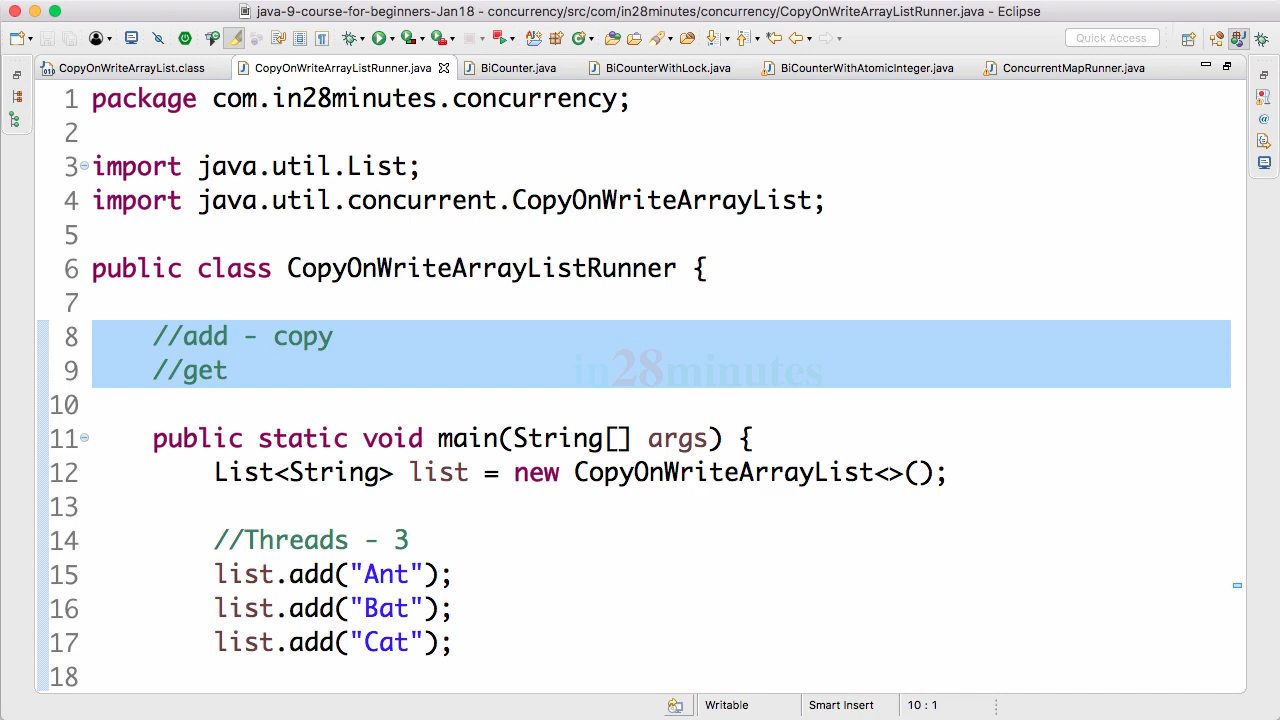 java-9-course-for-beginners-Jan18 - concurrency/src/com/in28minutes/concurrency/CopyOnWriteArrayListRunner.java - Eclipse
Quick Access
CopyOnWriteArrayList.class
CopyOnWriteArrayListRunner.java
BiCounter.java
BiCounterWithLock.java
BiCounterWithAtomicInteger.java
ConcurrentMapRunner.java
1 package com.in28minutes.concurrency;
2
3 import java.util.List;
4 import java.util.concurrent.CopyOnWriteArrayList;
5
6 public class CopyOnWriteArrayListRunner {
7
8 //add - copy
9 //get
in28minutes
10
11 public static void main(String[] args) {
12 List<String> list = new CopyOnWriteArrayList<>();
13
14 //Threads - 3
15 list.add("Ant");
16 list.add("Bat");
17 list.add("Cat");
18
Writable
Smart Insert
10 : 1